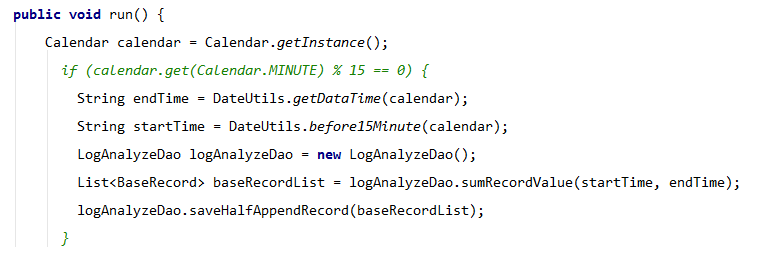 public void run() {
Calendar calendar = Calendar.getInstance();
if (calendar.get(Calendar.MINUTE) % 15 == 0) {
String endTime = DateUtils.getDataTime(calendar);
String startTime = DateUtils.before15Minute(calendar);
LogAnalyzeDao logAnalyzeDao = new LogAnalyzeDao();
List<BaseRecord> baseRecordList = logAnalyzeDao.sumRecordValue(startTime, endTime);
logAnalyzeDao.saveHalfAppendRecord(baseRecordList);
}